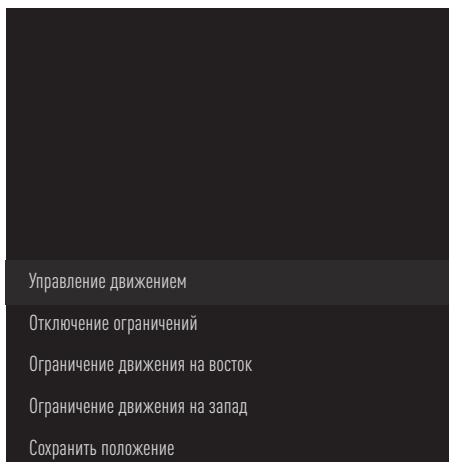 Управление движением
Отключение ограничений
Ограничение движения на восток
Ограничение движения на запад
Сохранить положение